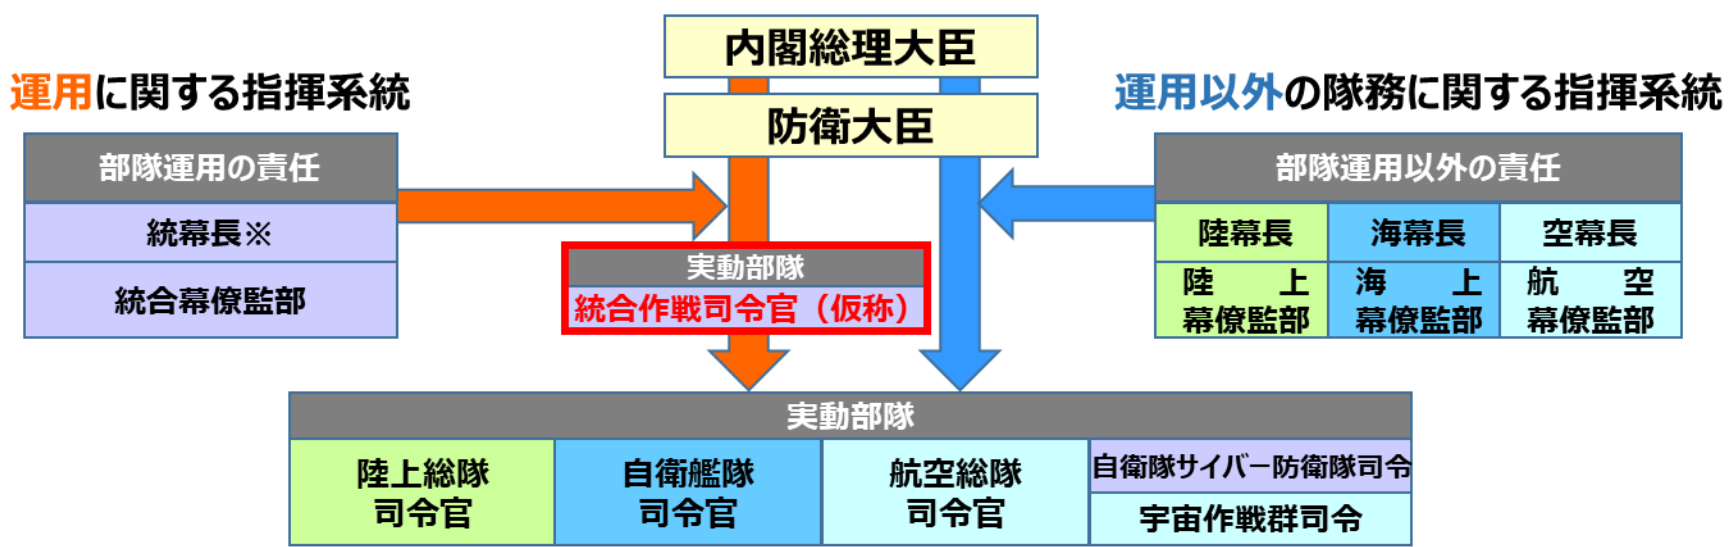 内閣総理大臣
防衛大臣
運用に関する指揮系統
部隊運用の責任
統幕長※
統合幕僚監部
運用以外の隊務に関する指揮系統
部隊運用以外の責任
陸幕長
海幕長
空幕長
陸上
幕僚監部
海上
幕僚監部
航空
幕僚監部
実動部隊
統合作戦司令官（仮称）
実動部隊
陸上総隊
司令官
自衛艦隊
司令官
航空総隊
司令官
自衛隊サイバー防衛隊司令
宇宙作戦群司令